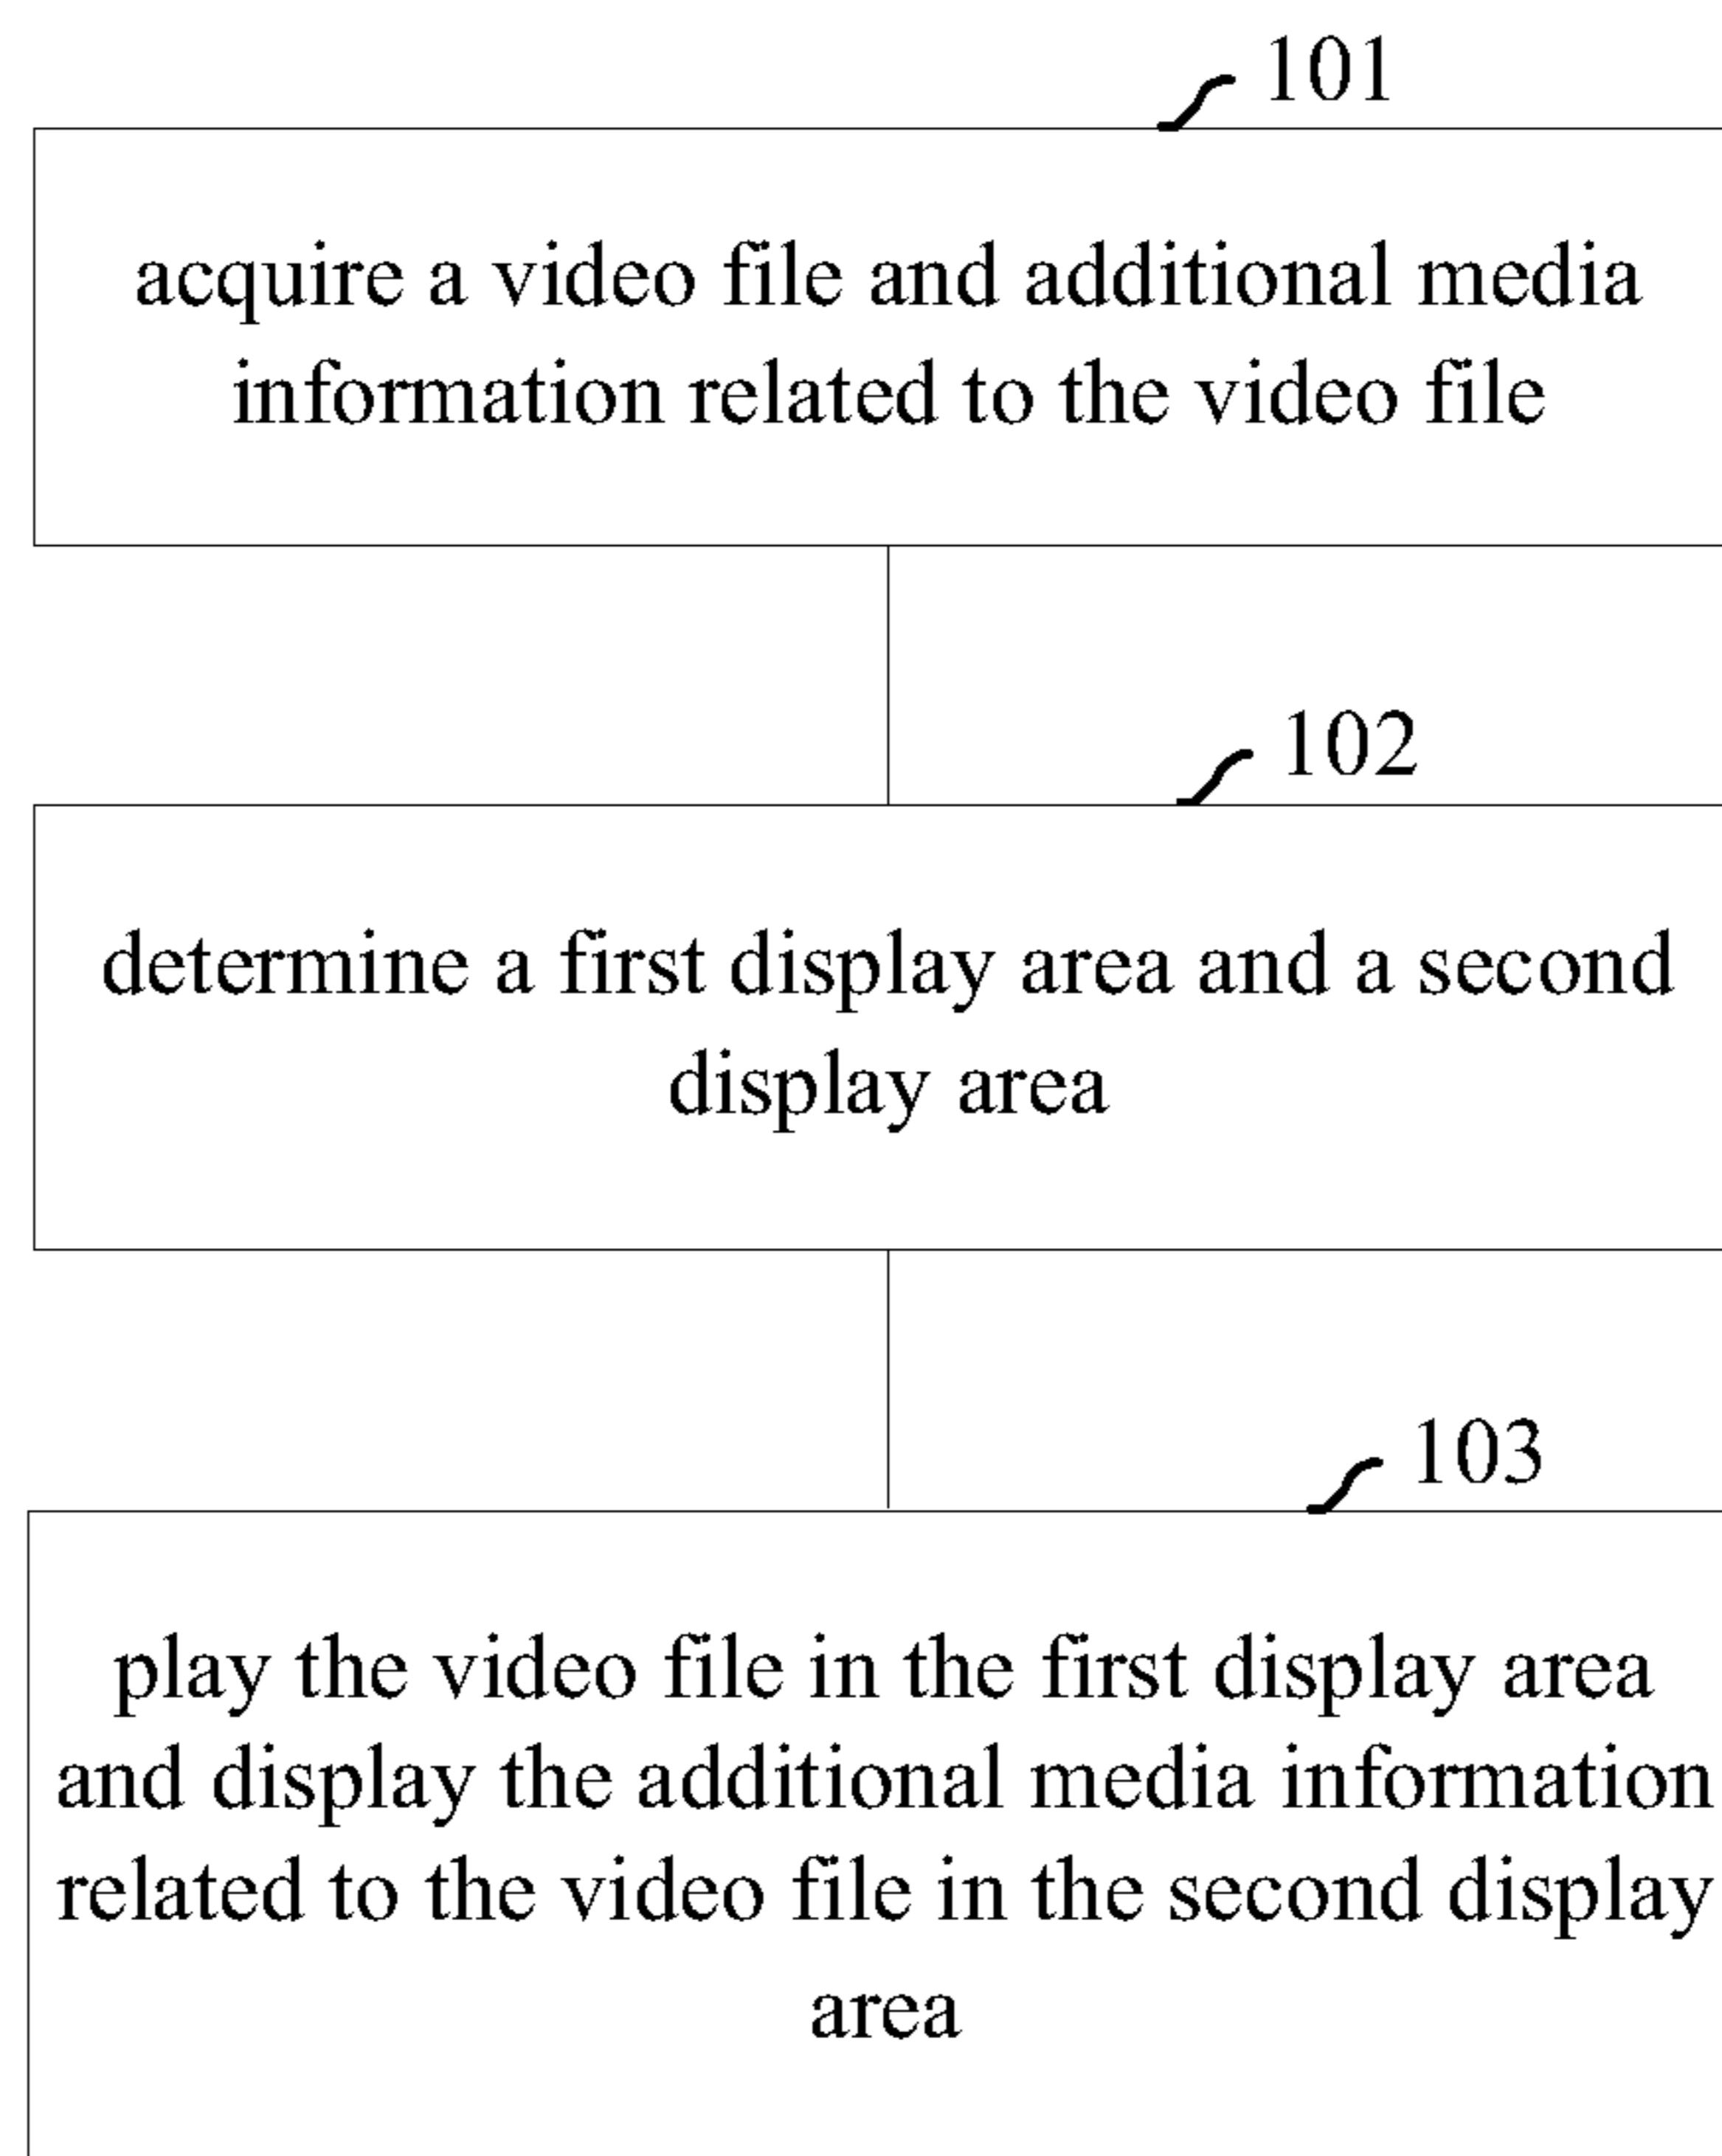 101
acquire a video file and additional media
information related to the video file
102
determine a first display area and a second
display area
103
play the video file in the first display area
and display the additional media information
related to the video file in the second display
area